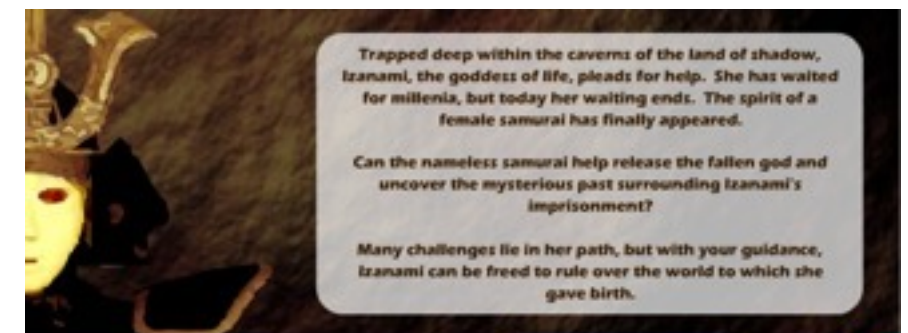 Trapped deep within the caverns of the land of shadow,
Izanami, the goddess of life, pleads for help. She has waited
for millenia, but today her waiting ends. The spirit of a
female samurai has finally appeared.
Can the nameless samurai help release the fallen god and
uncover the mysterious past surrounding Izanami's
imprisonment?
Many challenges lie in her path, but with your guidance,
Izanami can be freed to rule over the world to which she
gave birth.